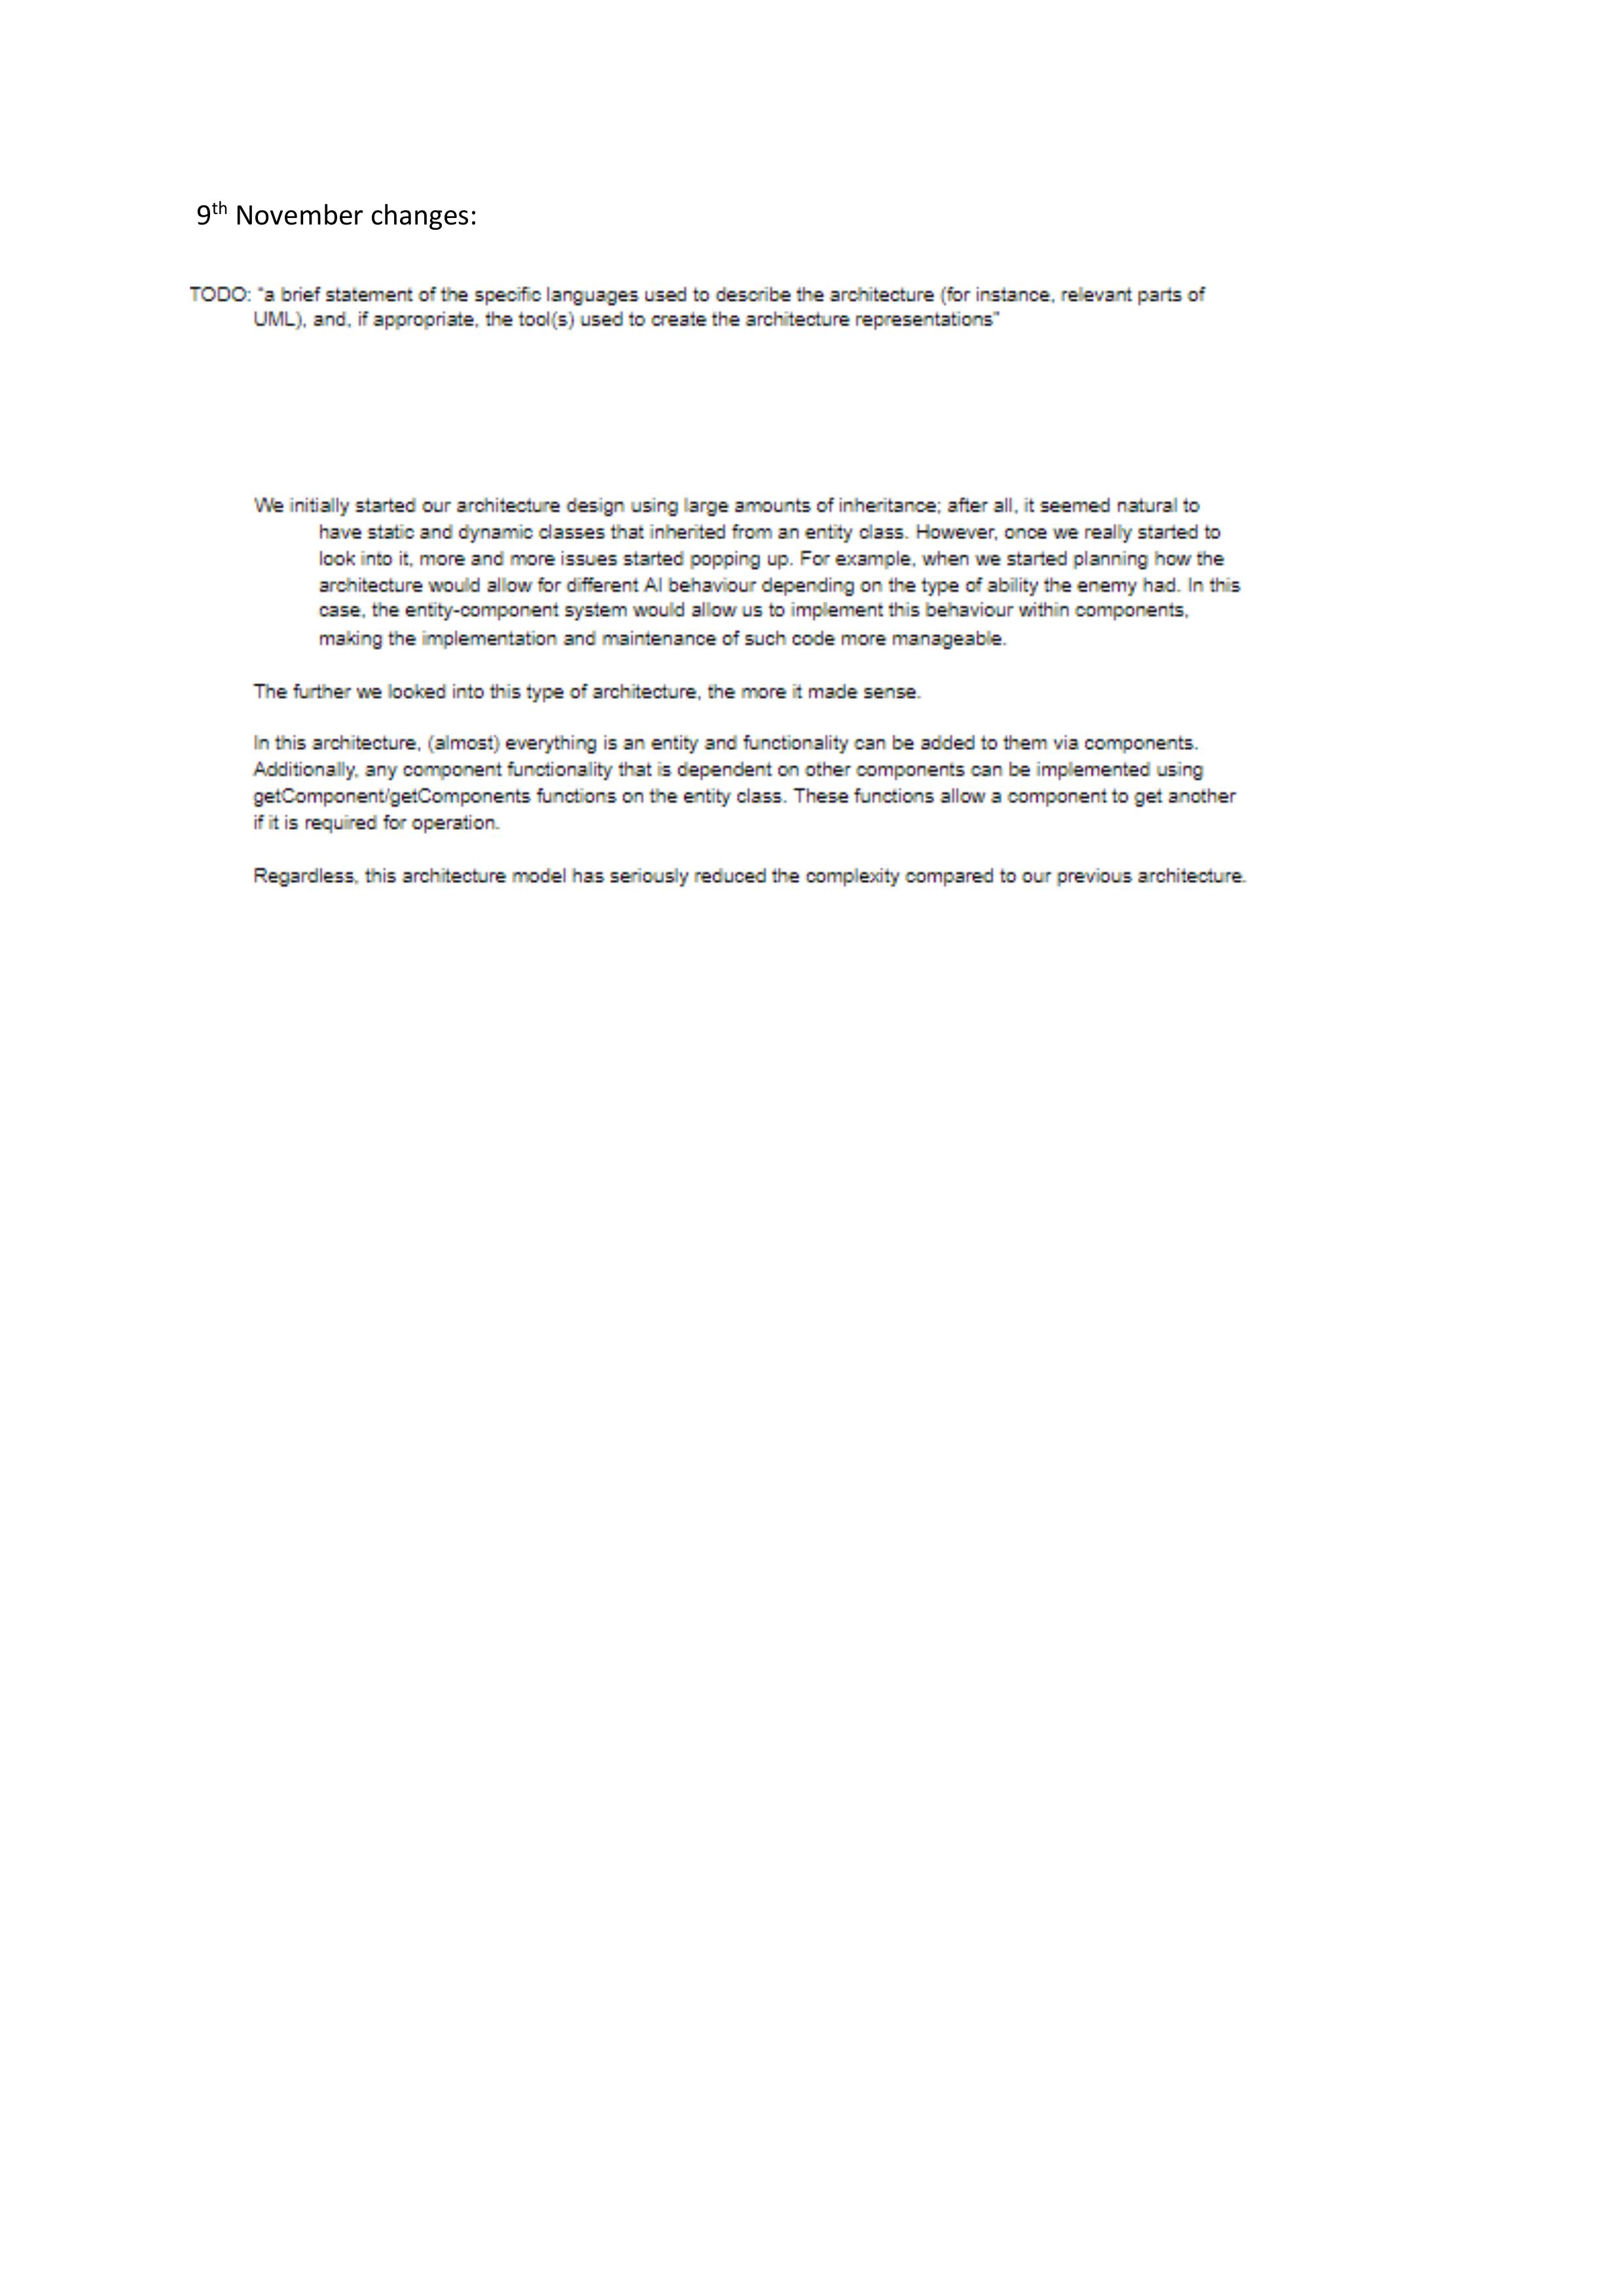 9th November changes:
TODO: "a brief statement of the specific languages used to describe the architecture (for instance, relevant parts of
UML), and, if appropriate, the tool(s) used to create the architecture representations"
We initially started our architecture design using large amounts of inheritance; after all, it seemed natural to
have static and dynamic classes that inherited from an entity class. However, once we really started to
look into it, more and more issues started popping up. For example, when we started planning how the
architecture would allow for different AI behaviour depending on the type of ability the enemy had. In this
case, the entity-component system would allow us to implement this behaviour within components,
making the implementation and maintenance of such code more manageable.
The further we looked into this type of architecture, the more it made sense.
In this architecture, (almost) everything is an entity and functionality can be added to them via components.
Additionally, any component functionality that is dependent on other components can be implemented using
getComponent/getComponents functions on the entity class. These functions allow a component to get another
if it is required for operation.
Regardless, this architecture model has seriously reduced the complexity compared to our previous architecture.